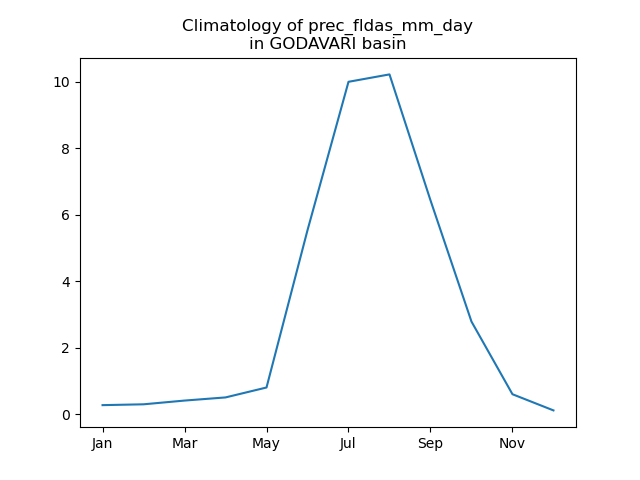 Climatology of prec_fldas_mm_day
in GODAVARI basin
10
8
6
4
2
0
Jan
Mar
May
Jul
Sep
Nov